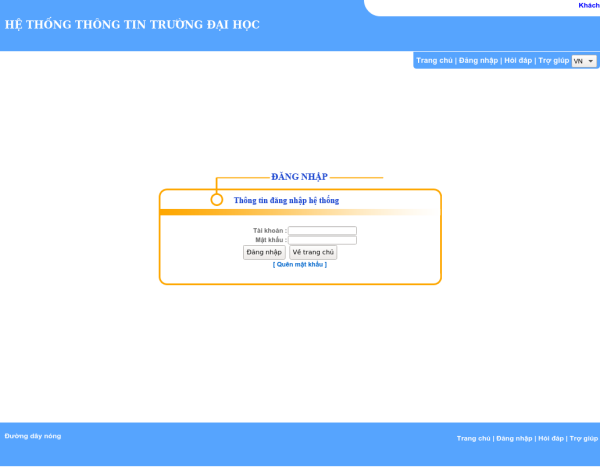 Khách
HỆ THỐNG THÔNG TIN TRƯỜNG ĐẠI HỌC
Trang chủ | Đăng nhập | Hỏi đáp | Trợ giúp VN
ĐĂNG NHẬP
Thông tin đăng nhập hệ thống
Tài khoản :
Mật khẩu :
Đăng nhập Về trang chủ
[ Quên mật khẩu ]
Đường dây nóng
Trang chủ | Đăng nhập | Hỏi đáp | Trợ giúp